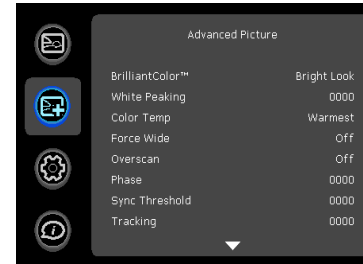 Advanced Picture
BrilliantColor™ Bright Look
White Peaking 0000
Color Temp Warmest
Force Wide Off
Overscan Off
Phase 0000
Sync Threshold 0000
Tracking 0000
i